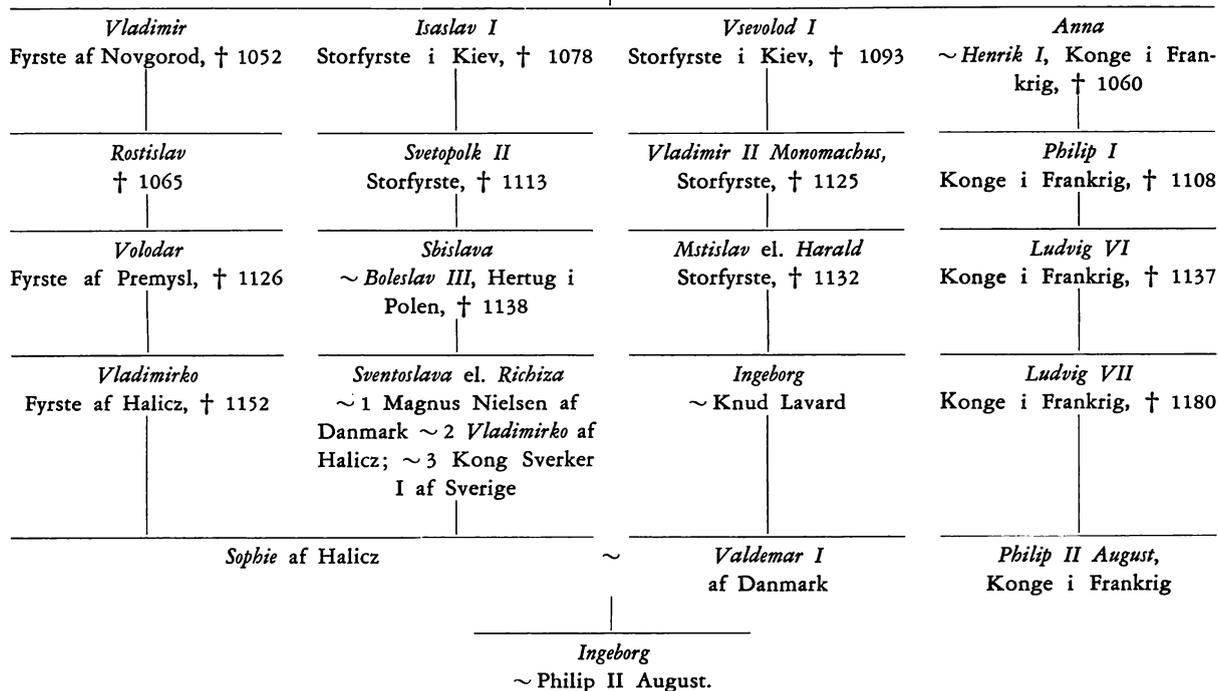 Vladimir
Fyrste af Novgorod, † 1052
Isaslav I
Storfyrste i Kiev, † 1078
Vsevolod I
Storfyrste i Kiev, † 1093
Anna
~ Henrik I, Konge i Fran-
krig, † 1060
Rostislav
† 1065
Svetopolk II
Storfyrste, † 1113
Vladimir II Monomachus,
Storfyrste, † 1125
Philip I
Konge i Frankrig, † 1108
Volodar
Fyrste af Premysl, † 1126
Sbislava
~ Boleslav III, Hertug i
Polen, † 1138
Mstislav el. Harald
Storfyrste, † 1132
Ludvig VI
Konge i Frankrig, † 1137
Vladimirko
Fyrste af Halicz, † 1152
Sventoslava el. Richiza
~ 1 Magnus Nielsen af
Danmark ~ 2 Vladimirko af
Halicz; ~ 3 Kong Sverker
I af Sverige
Ingeborg
~ Knud Lavard
Ludvig VII
Konge i Frankrig, † 1180
Sophie af Halicz ~ Valdemar I
af Danmark
Philip II August,
Konge i Frankrig
Ingeborg
~ Philip II August.